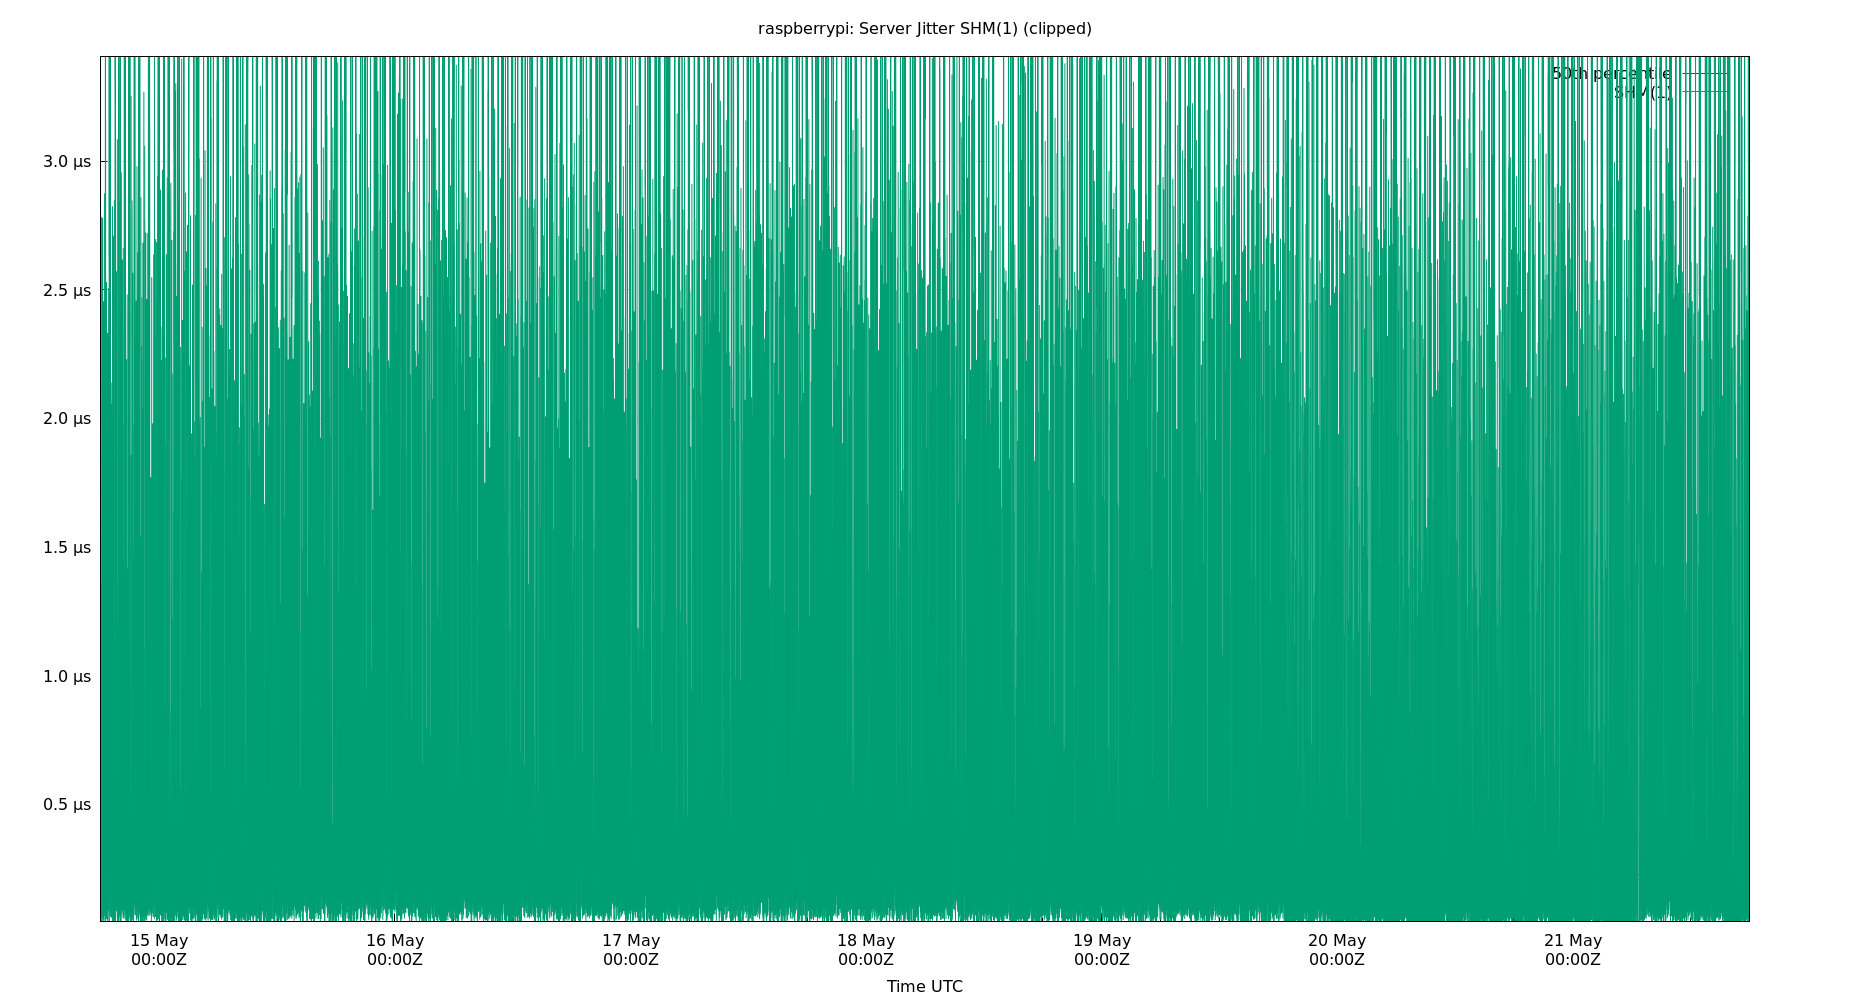 raspberrypi: Server Jitter SHM(1) (clipped)
50th percentile
SHM(1)
3.0 µs
2.5 µs
2.0 µs
1.5 µs
1.0 µs
0.5 µs
15 May 16 May 17 May 18 May 19 May 20 May 21 May
00:00Z 00:00Z 00:00Z 00:00Z 00:00Z 00:00Z 00:00Z
Time UTC